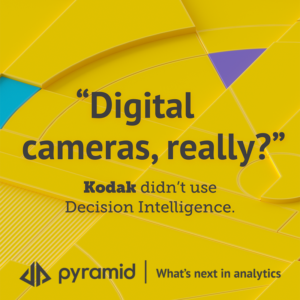 “Digital
cameras, really?”
Kodak didn’t use
Decision Intelligence.
pyramid | What’s next in analytics